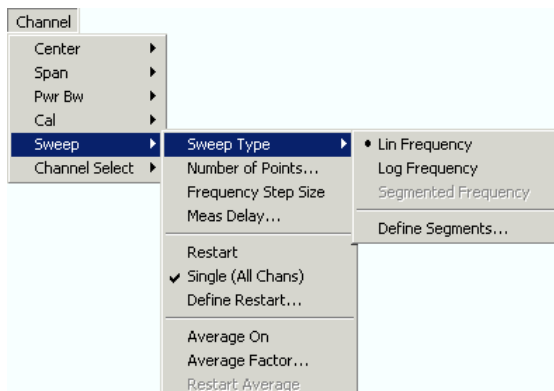 Channel
Center
Span
Pwr Bw
Cal
Sweep
Channel Select
Sweep Type
Number of Points...
Frequency Step Size
Meas Delay...
Restart
Single (All Chans)
Define Restart...
Average On
Average Factor...
Restart Average
Lin Frequency
Log Frequency
Segmented Frequency
Define Segments...